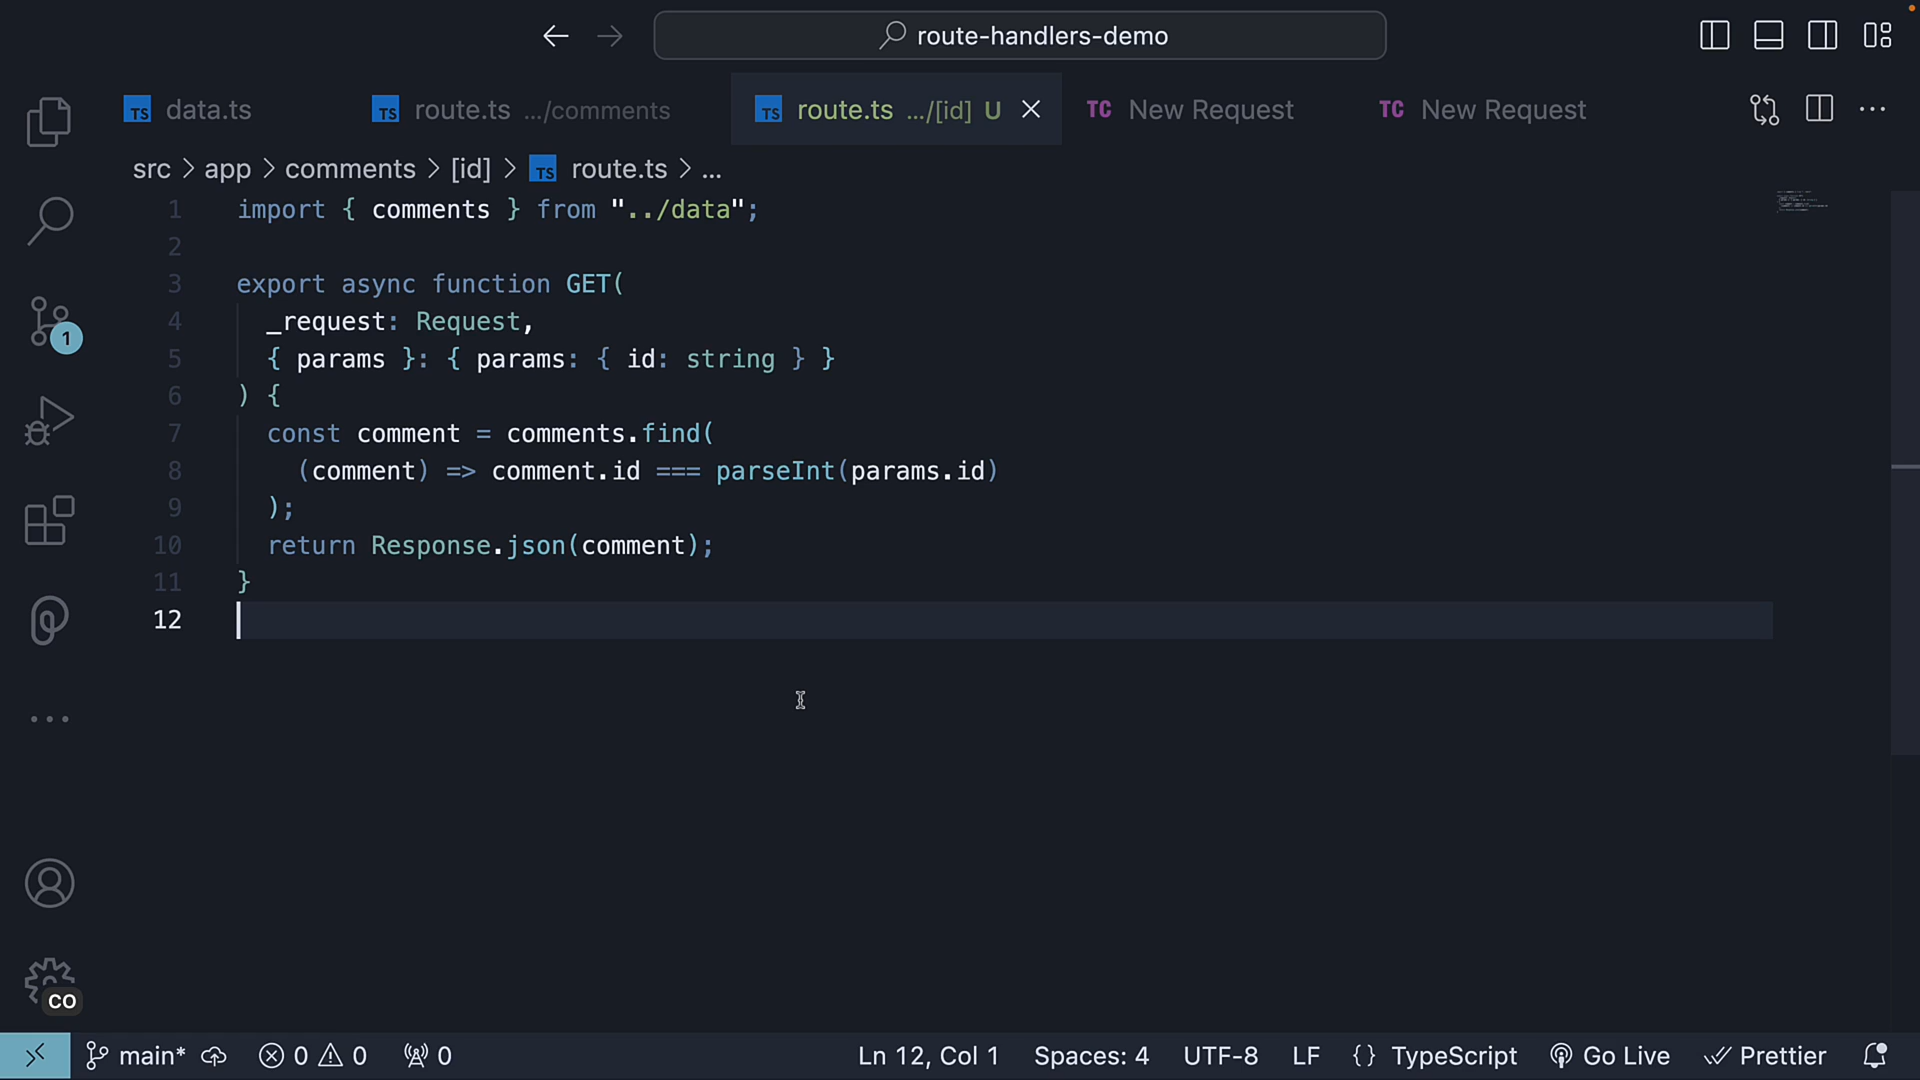 route-handlers-demo
TS data.ts
TS route.ts .../comments
TS route.ts .../[id] U
TC New Request
TC New Request
src > app > comments > [id] > TS route.ts > ...
1 import { comments } from "../data";
2
3 export async function GET(
4   _request: Request,
5   { params }: { params: { id: string } }
6 ) {
7   const comment = comments.find(
8     (comment) => comment.id === parseInt(params.id)
9   );
10   return Response.json(comment);
11 }
12
1
CO
main* 0 0 0 Ln 12, Col 1 Spaces: 4 UTF-8 LF {} TypeScript Go Live Prettier